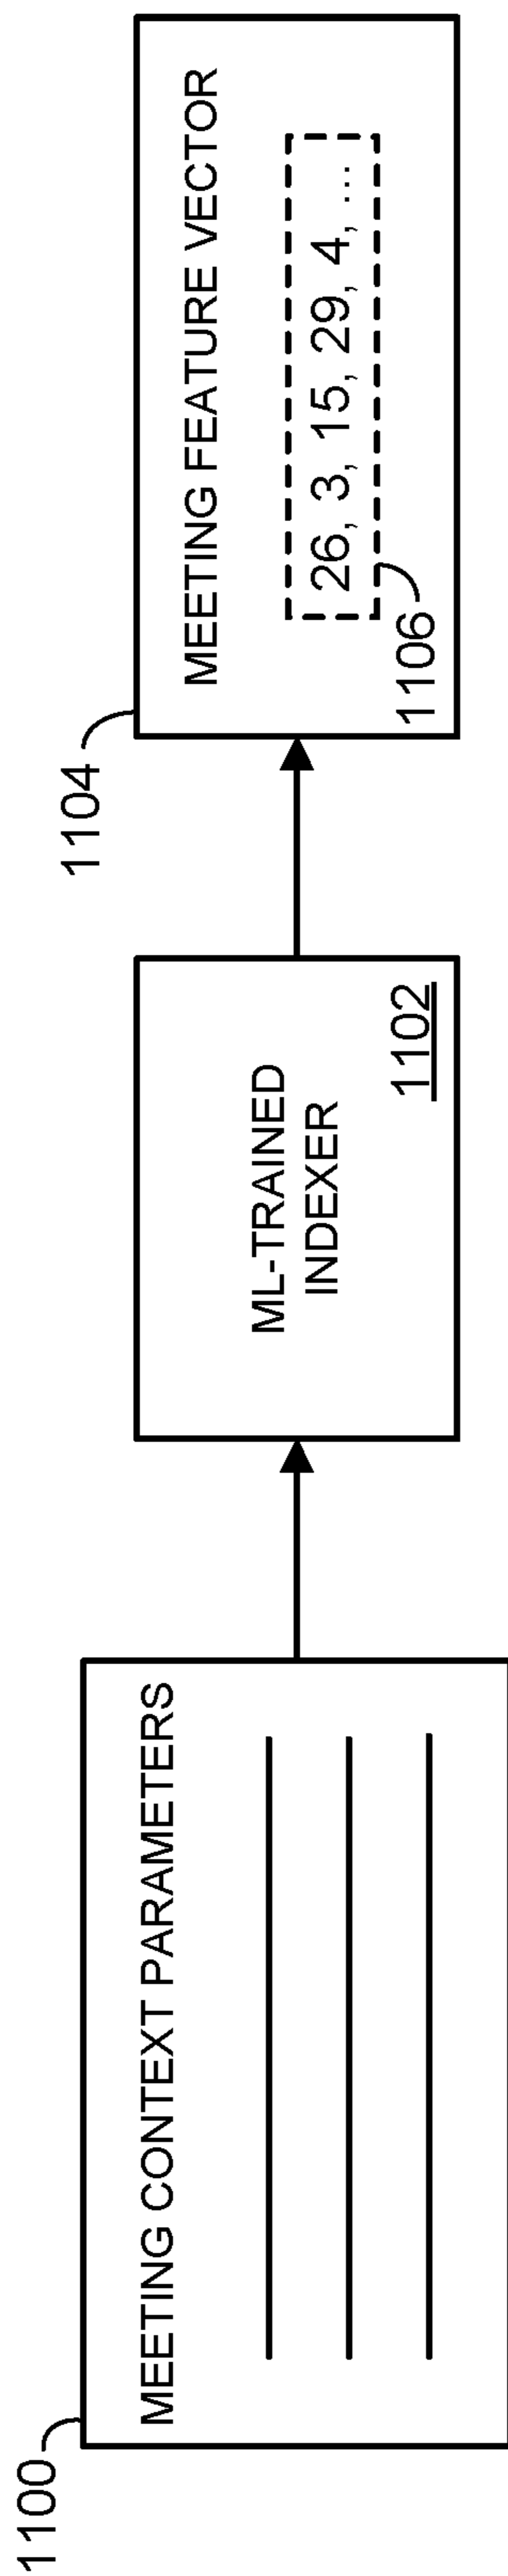 1100
MEETING CONTEXT PARAMETERS
ML-TRAINED
INDEXER
1102
1104
MEETING FEATURE VECTOR
26, 3, 15, 29, 4, ...
1106